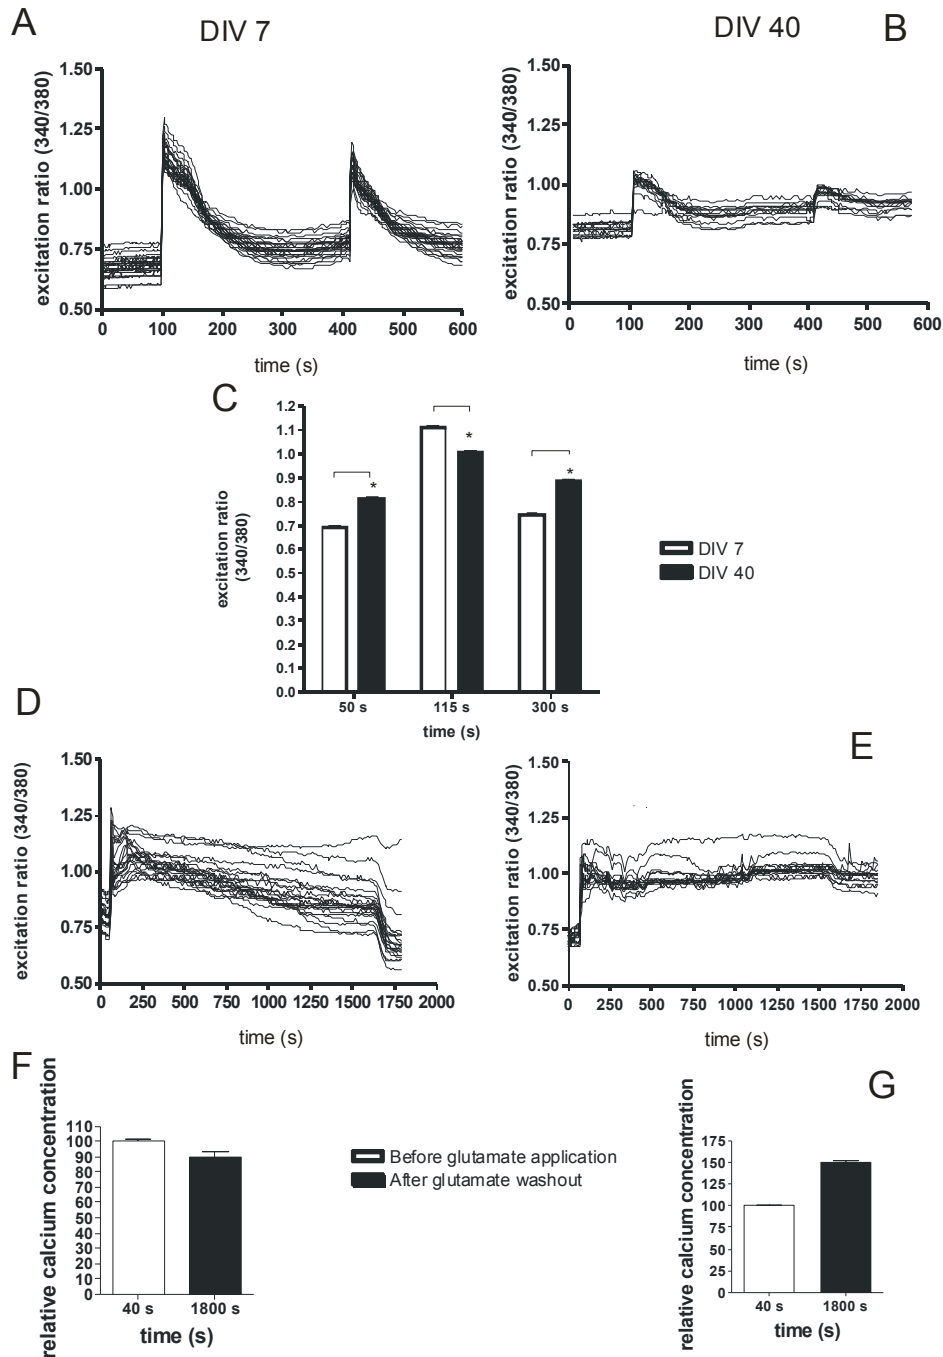 A
DIV 7
DIV 40
B
excitation ratio (340/380)
1.50
1.25
1.00
0.75
0.50
0 100 200 300 400 500 600
time (s)
excitation ratio (340/380)
1.50
1.25
1.00
0.75
0.50
0 100 200 300 400 500 600
time (s)
C
excitation ratio
(340/380)
1.2
1.1
1.0
0.9
0.8
0.7
0.6
0.5
0.4
0.3
0.2
0.1
0.0
* * *
50 s 115 s 300 s
time (s)
DIV 7
DIV 40
D
excitation ratio (340/380)
1.50
1.25
1.00
0.75
0.50
0 250 500 750 1000 1250 1500 1750 2000
time (s)
E
excitation ratio (340/380)
1.50
1.25
1.00
0.75
0.50
0 250 500 750 1000 1250 1500 1750 2000
time (s)
F
relative calcium concentration
110
100
90
80
70
60
50
40
30
20
10
0
40 s 1800 s
time (s)
Before glutamate application
After glutamate washout
G
relative calcium concentration
175
150
125
100
75
50
25
0
40 s 1800 s
time (s)